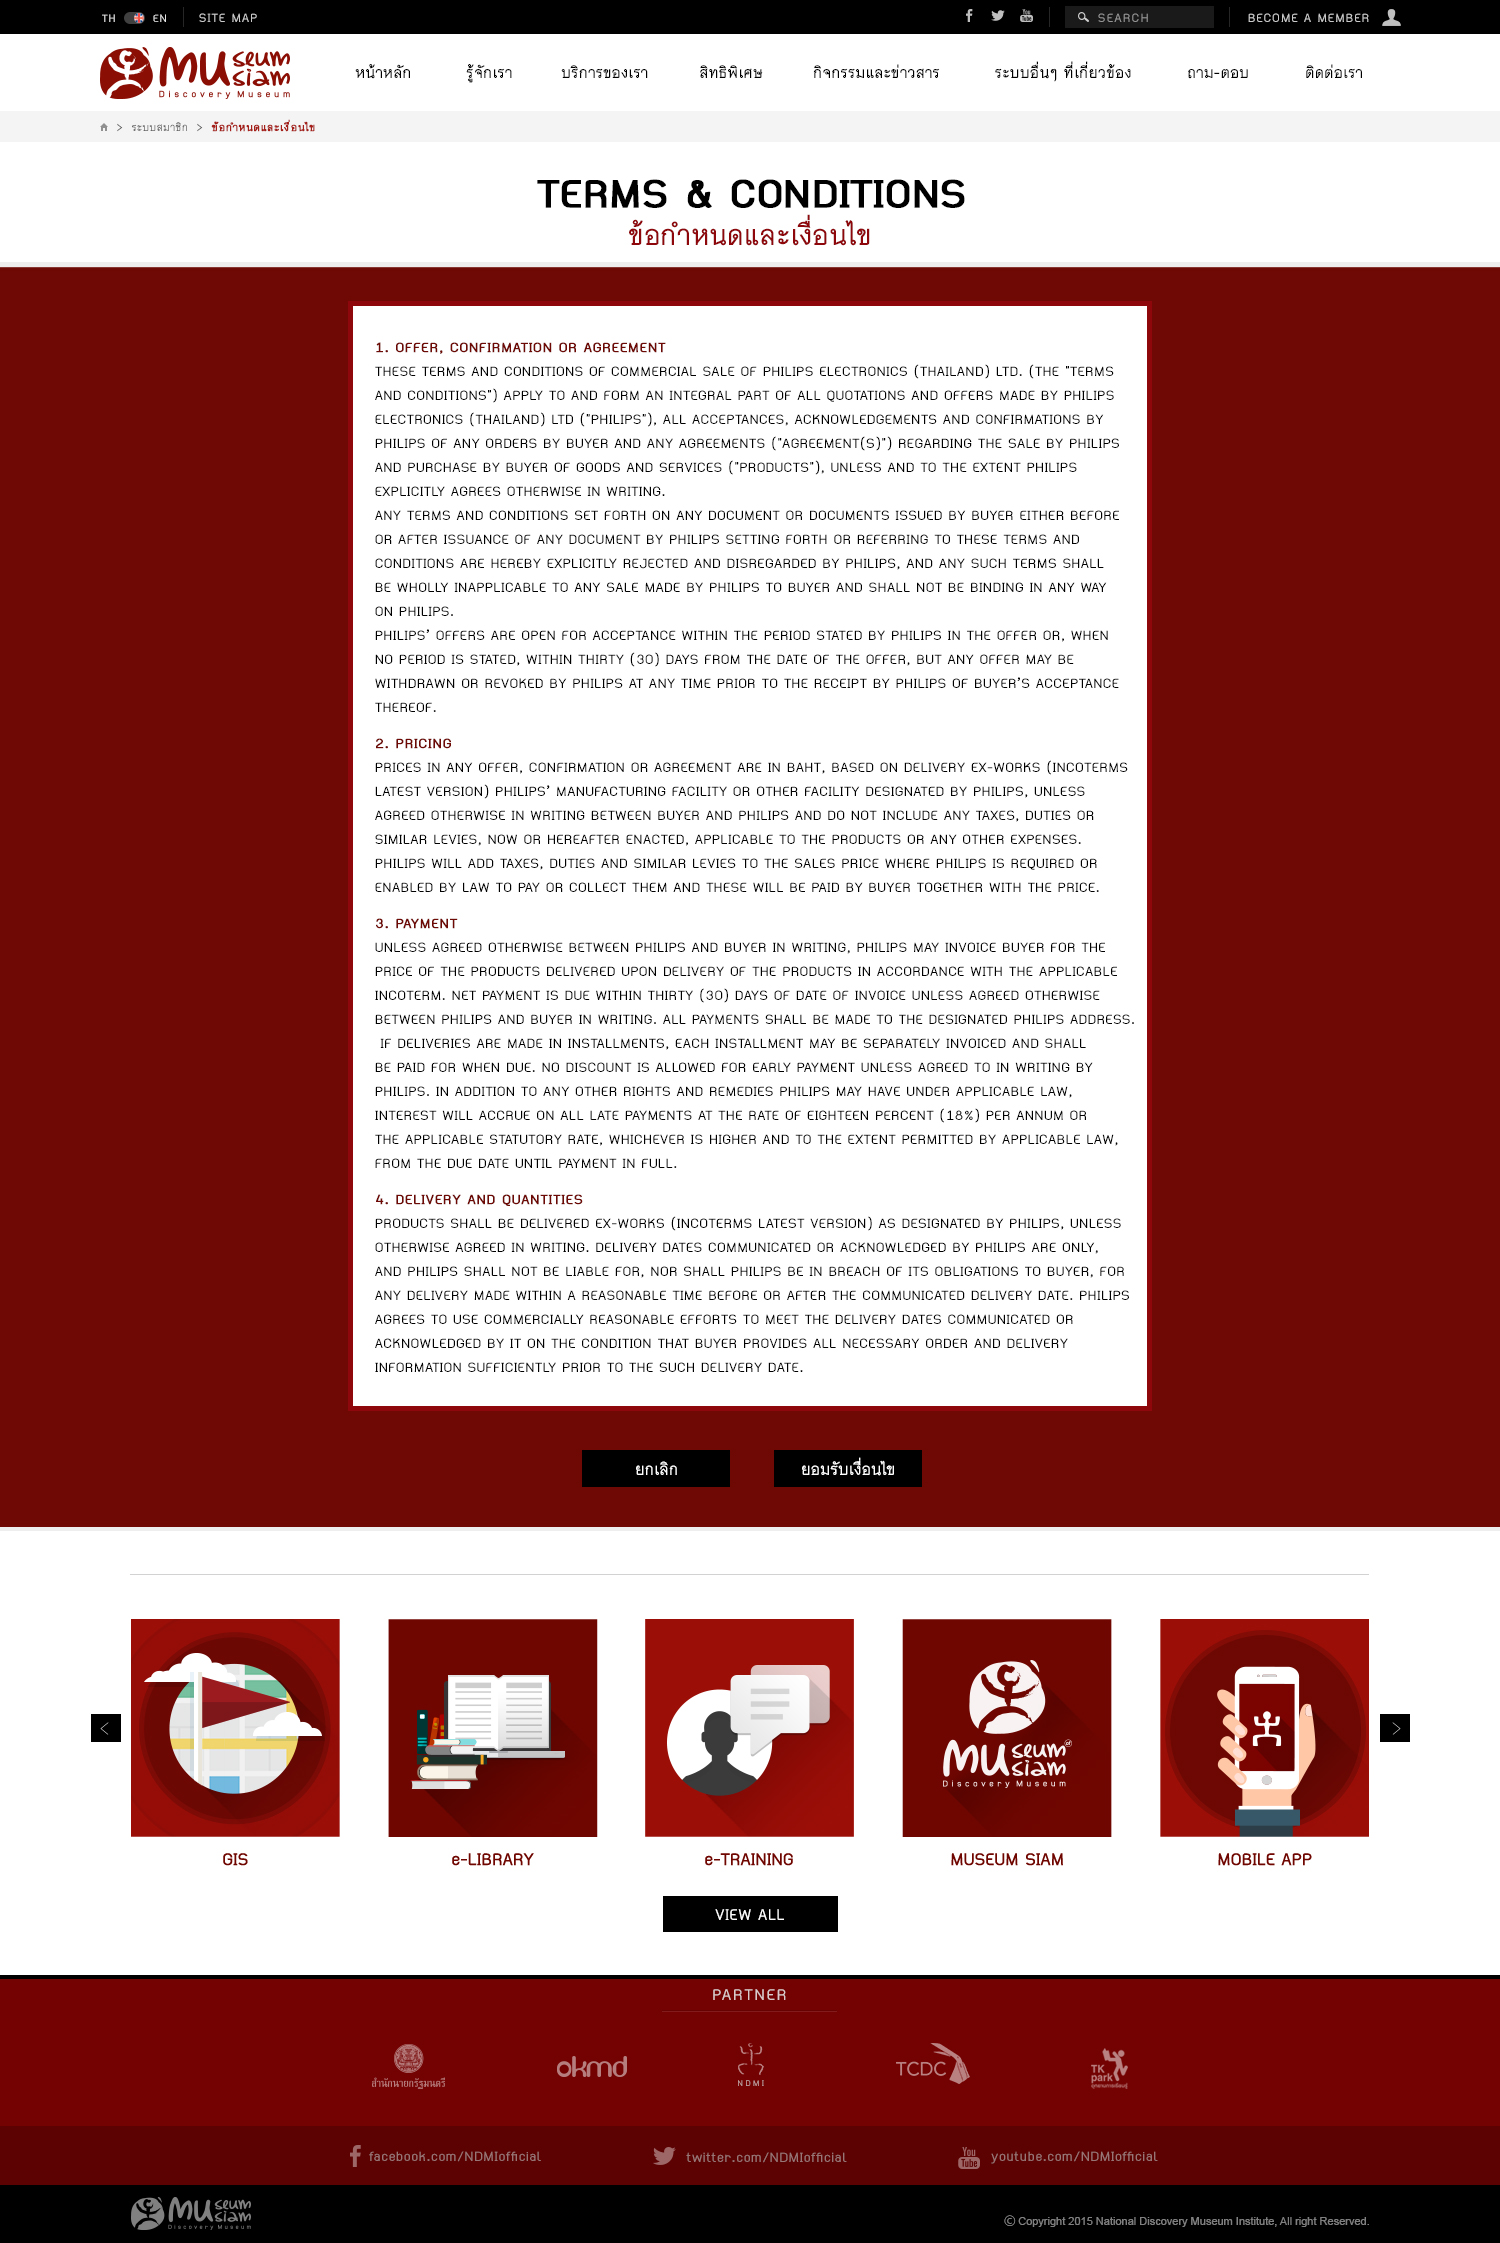 TH EN SITE MAP SEARCH BECOME A MEMBER
MUseum Siam
Discovery Museum
หน้าหลัก รู้จักเรา บริการของเรา สิทธิพิเศษ กิจกรรมและข่าวสาร ระบบอื่นๆ ที่เกี่ยวข้อง ถาม-ตอบ ติดต่อเรา
> ระบบสมาชิก > ข้อกำหนดและเงื่อนไข
TERMS & CONDITIONS
ข้อกำหนดและเงื่อนไข
1. OFFER, CONFIRMATION OR AGREEMENT
THESE TERMS AND CONDITIONS OF COMMERCIAL SALE OF PHILIPS ELECTRONICS (THAILAND) LTD. (THE "TERMS
AND CONDITIONS") APPLY TO AND FORM AN INTEGRAL PART OF ALL QUOTATIONS AND OFFERS MADE BY PHILIPS
ELECTRONICS (THAILAND) LTD ("PHILIPS"), ALL ACCEPTANCES, ACKNOWLEDGEMENTS AND CONFIRMATIONS BY
PHILIPS OF ANY ORDERS BY BUYER AND ANY AGREEMENTS ("AGREEMENT(S)") REGARDING THE SALE BY PHILIPS
AND PURCHASE BY BUYER OF GOODS AND SERVICES ("PRODUCTS"), UNLESS AND TO THE EXTENT PHILIPS
EXPLICITLY AGREES OTHERWISE IN WRITING.
ANY TERMS AND CONDITIONS SET FORTH ON ANY DOCUMENT OR DOCUMENTS ISSUED BY BUYER EITHER BEFORE
OR AFTER ISSUANCE OF ANY DOCUMENT BY PHILIPS SETTING FORTH OR REFERRING TO THESE TERMS AND
CONDITIONS ARE HEREBY EXPLICITLY REJECTED AND DISREGARDED BY PHILIPS, AND ANY SUCH TERMS SHALL
BE WHOLLY INAPPLICABLE TO ANY SALE MADE BY PHILIPS TO BUYER AND SHALL NOT BE BINDING IN ANY WAY
ON PHILIPS.
PHILIPS’ OFFERS ARE OPEN FOR ACCEPTANCE WITHIN THE PERIOD STATED BY PHILIPS IN THE OFFER OR, WHEN
NO PERIOD IS STATED, WITHIN THIRTY (30) DAYS FROM THE DATE OF THE OFFER, BUT ANY OFFER MAY BE
WITHDRAWN OR REVOKED BY PHILIPS AT ANY TIME PRIOR TO THE RECEIPT BY PHILIPS OF BUYER’S ACCEPTANCE
THEREOF.
2. PRICING
PRICES IN ANY OFFER, CONFIRMATION OR AGREEMENT ARE IN BAHT, BASED ON DELIVERY EX-WORKS (INCOTERMS
LATEST VERSION) PHILIPS’ MANUFACTURING FACILITY OR OTHER FACILITY DESIGNATED BY PHILIPS, UNLESS
AGREED OTHERWISE IN WRITING BETWEEN BUYER AND PHILIPS AND DO NOT INCLUDE ANY TAXES, DUTIES OR
SIMILAR LEVIES, NOW OR HEREAFTER ENACTED, APPLICABLE TO THE PRODUCTS OR ANY OTHER EXPENSES.
PHILIPS WILL ADD TAXES, DUTIES AND SIMILAR LEVIES TO THE SALES PRICE WHERE PHILIPS IS REQUIRED OR
ENABLED BY LAW TO PAY OR COLLECT THEM AND THESE WILL BE PAID BY BUYER TOGETHER WITH THE PRICE.
3. PAYMENT
UNLESS AGREED OTHERWISE BETWEEN PHILIPS AND BUYER IN WRITING, PHILIPS MAY INVOICE BUYER FOR THE
PRICE OF THE PRODUCTS DELIVERED UPON DELIVERY OF THE PRODUCTS IN ACCORDANCE WITH THE APPLICABLE
INCOTERM. NET PAYMENT IS DUE WITHIN THIRTY (30) DAYS OF DATE OF INVOICE UNLESS AGREED OTHERWISE
BETWEEN PHILIPS AND BUYER IN WRITING. ALL PAYMENTS SHALL BE MADE TO THE DESIGNATED PHILIPS ADDRESS.
IF DELIVERIES ARE MADE IN INSTALLMENTS, EACH INSTALLMENT MAY BE SEPARATELY INVOICED AND SHALL
BE PAID FOR WHEN DUE. NO DISCOUNT IS ALLOWED FOR EARLY PAYMENT UNLESS AGREED TO IN WRITING BY
PHILIPS. IN ADDITION TO ANY OTHER RIGHTS AND REMEDIES PHILIPS MAY HAVE UNDER APPLICABLE LAW,
INTEREST WILL ACCRUE ON ALL LATE PAYMENTS AT THE RATE OF EIGHTEEN PERCENT (18%) PER ANNUM OR
THE APPLICABLE STATUTORY RATE, WHICHEVER IS HIGHER AND TO THE EXTENT PERMITTED BY APPLICABLE LAW,
FROM THE DUE DATE UNTIL PAYMENT IN FULL.
4. DELIVERY AND QUANTITIES
PRODUCTS SHALL BE DELIVERED EX-WORKS (INCOTERMS LATEST VERSION) AS DESIGNATED BY PHILIPS, UNLESS
OTHERWISE AGREED IN WRITING. DELIVERY DATES COMMUNICATED OR ACKNOWLEDGED BY PHILIPS ARE ONLY,
AND PHILIPS SHALL NOT BE LIABLE FOR, NOR SHALL PHILIPS BE IN BREACH OF ITS OBLIGATIONS TO BUYER, FOR
ANY DELIVERY MADE WITHIN A REASONABLE TIME BEFORE OR AFTER THE COMMUNICATED DELIVERY DATE. PHILIPS
AGREES TO USE COMMERCIALLY REASONABLE EFFORTS TO MEET THE DELIVERY DATES COMMUNICATED OR
ACKNOWLEDGED BY IT ON THE CONDITION THAT BUYER PROVIDES ALL NECESSARY ORDER AND DELIVERY
INFORMATION SUFFICIENTLY PRIOR TO THE SUCH DELIVERY DATE.
ยกเลิก ยอมรับเงื่อนไข
MUseum Siam
Discovery Museum
GIS e-LIBRARY e-TRAINING MUSEUM SIAM MOBILE APP
VIEW ALL
PARTNER
สำนักนายกรัฐมนตรี okmd NDMI TCDC TK park
facebook.com/NDMIofficial twitter.com/NDMIofficial You Tube youtube.com/NDMIofficial
MUseum Siam
Discovery Museum
© Copyright 2015 National Discovery Museum Institute, All right Reserved.